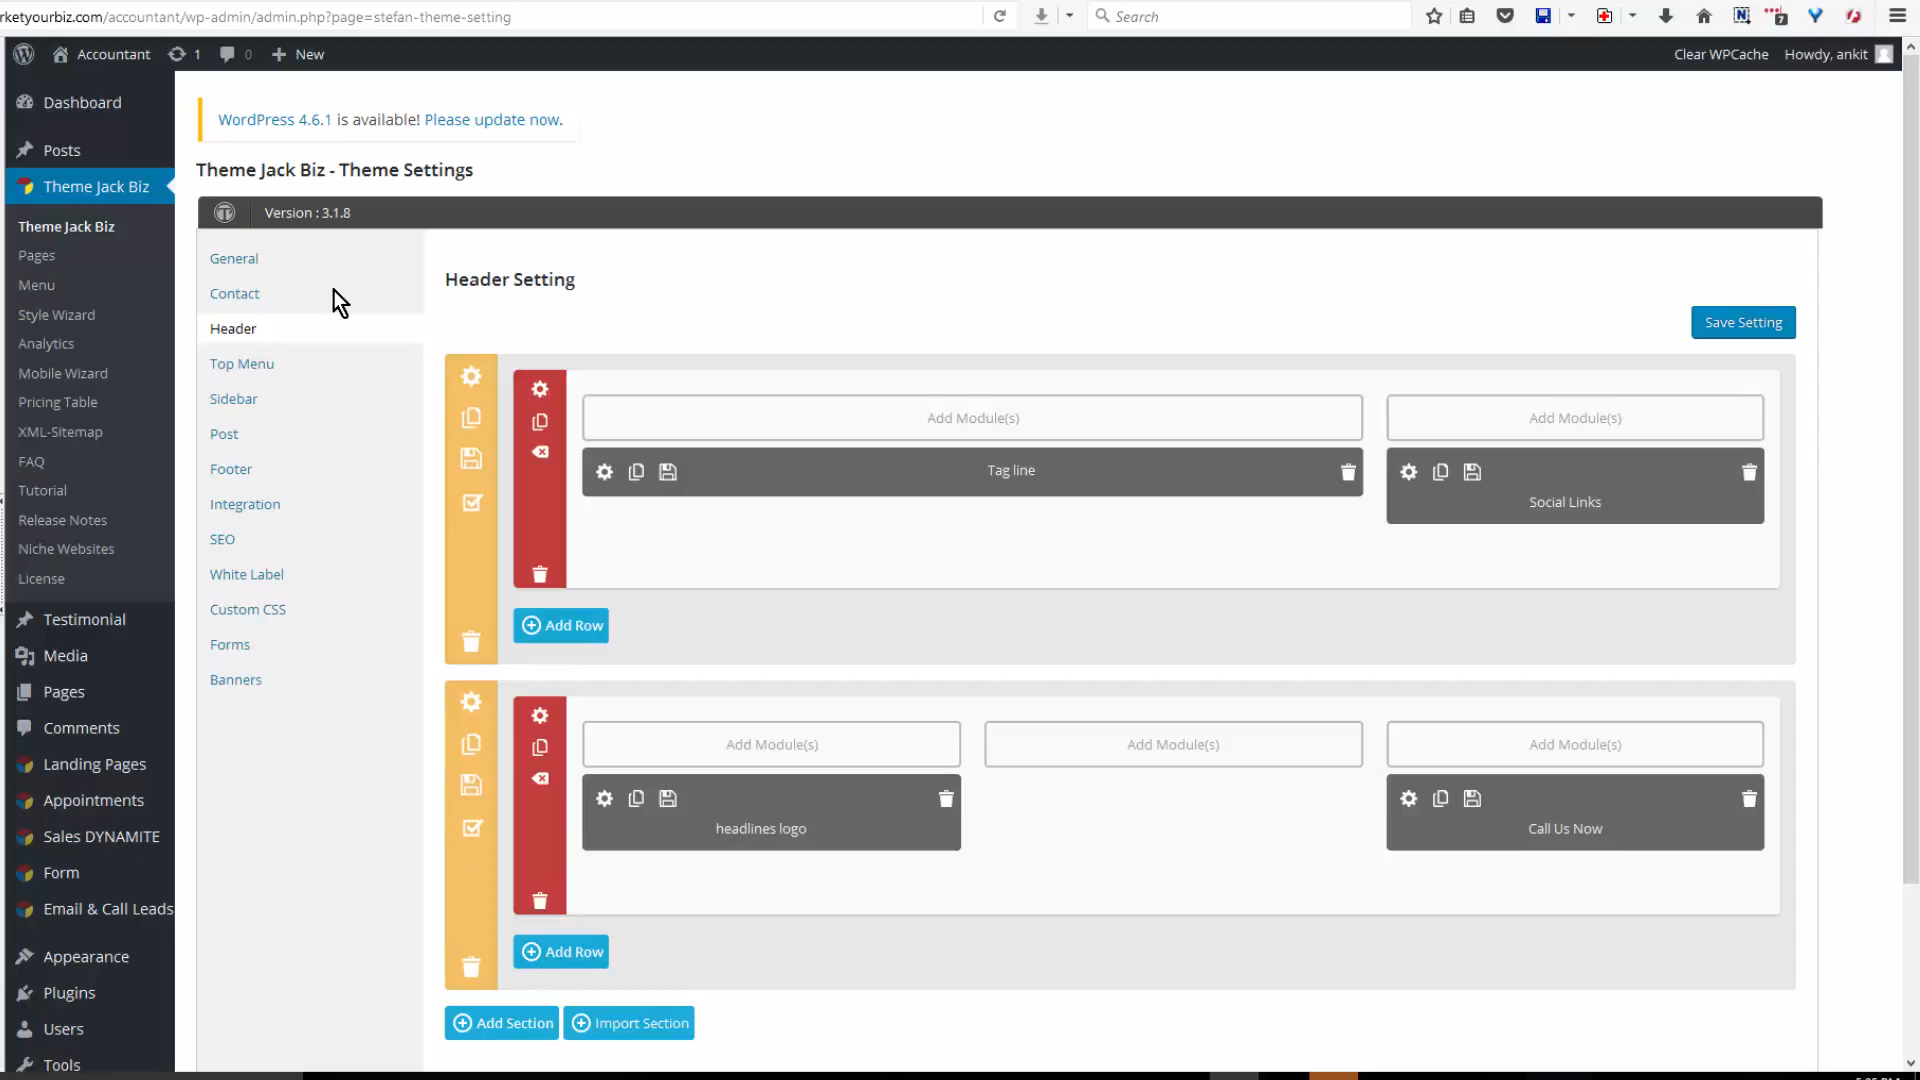 rketyourbiz.com/accountant/wp-admin/admin.php?page=stefan-theme-setting
Search
7
Accountant
1
0
New
Clear WPCache
Howdy, ankit
Dashboard
Posts
Theme Jack Biz
Theme Jack Biz
Pages
Menu
Style Wizard
Analytics
Mobile Wizard
Pricing Table
XML-Sitemap
FAQ
Tutorial
Release Notes
Niche Websites
License
Testimonial
Media
Pages
Comments
Landing Pages
Appointments
Sales DYNAMITE
Form
Email & Call Leads
Appearance
Plugins
Users
Tools
WordPress 4.6.1 is available! Please update now.
Theme Jack Biz - Theme Settings
Version : 3.1.8
General
Contact
Header
Top Menu
Sidebar
Post
Footer
Integration
SEO
White Label
Custom CSS
Forms
Banners
Header Setting
Save Setting
Add Module(s)
Add Module(s)
Tag line
Social Links
Add Row
Add Module(s)
Add Module(s)
Add Module(s)
headlines logo
Call Us Now
Add Row
Add Section
Import Section